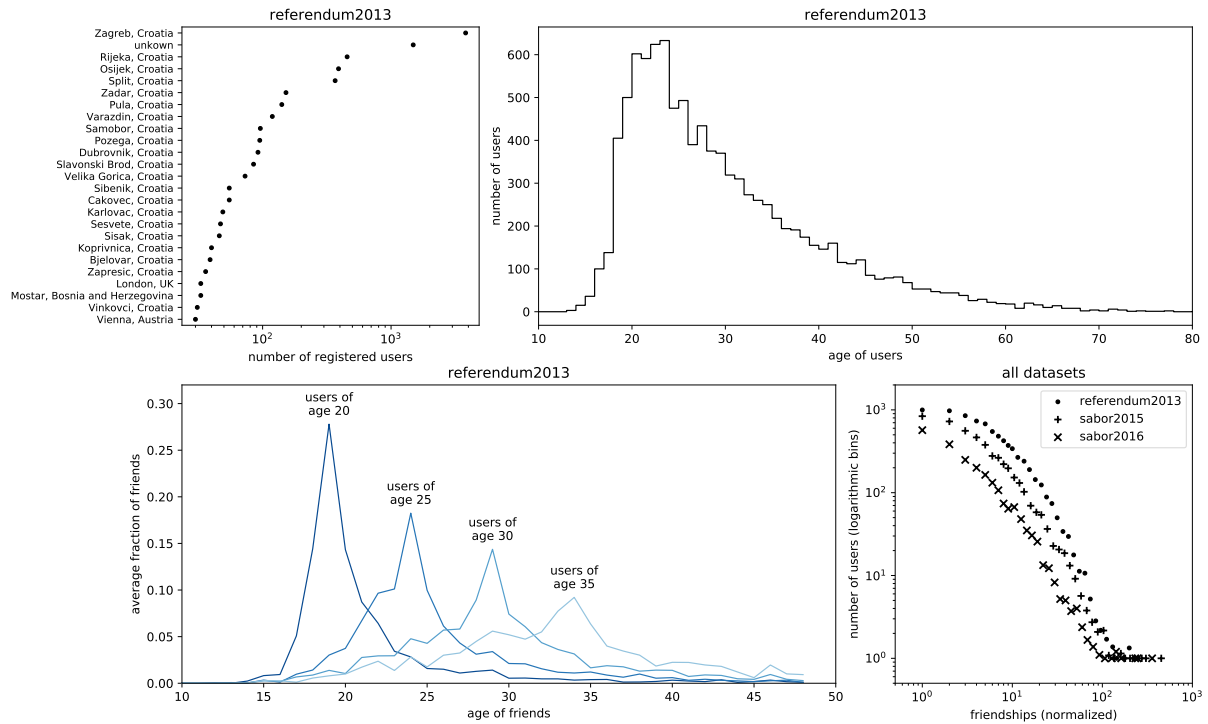 referendum2013
Zagreb, Croatia
unkown
Rijeka, Croatia
Osijek, Croatia
Split, Croatia
Zadar, Croatia
Pula, Croatia
Varazdin, Croatia
Samobor, Croatia
Pozega, Croatia
Dubrovnik, Croatia
Slavonski Brod, Croatia
Velika Gorica, Croatia
Sibenik, Croatia
Cakovec, Croatia
Karlovac, Croatia
Sesvete, Croatia
Sisak, Croatia
Koprivnica, Croatia
Bjelovar, Croatia
Zapresic, Croatia
London, UK
Mostar, Bosnia and Herzegovina
Vinkovci, Croatia
Vienna, Austria
10² 10³
number of registered users
referendum2013
number of users
600
500
400
300
200
100
0
10 20 30 40 50 60 70 80
age of users
referendum2013
average fraction of friends
0.30
0.25
0.20
0.15
0.10
0.05
0.00
users of
age 20
users of
age 25
users of
age 30
users of
age 35
10 15 20 25 30 35 40 45 50
age of friends
all datasets
number of users (logarithmic bins)
10³
10²
10¹
10⁰
referendum2013
sabor2015
sabor2016
10⁰ 10¹ 10² 10³
friendships (normalized)